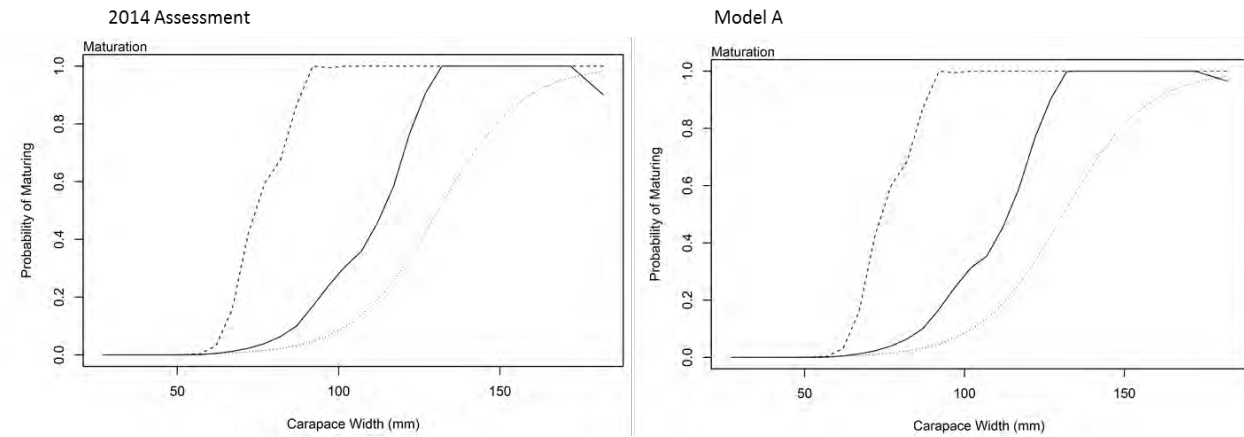 2014 Assessment
Model A
Maturation
Probability of Maturing
0.0
0.2
0.4
0.6
0.8
1.0
50
100
150
Carapace Width (mm)
Maturation
Probability of Maturing
0.0
0.2
0.4
0.6
0.8
1.0
50
100
150
Carapace Width (mm)